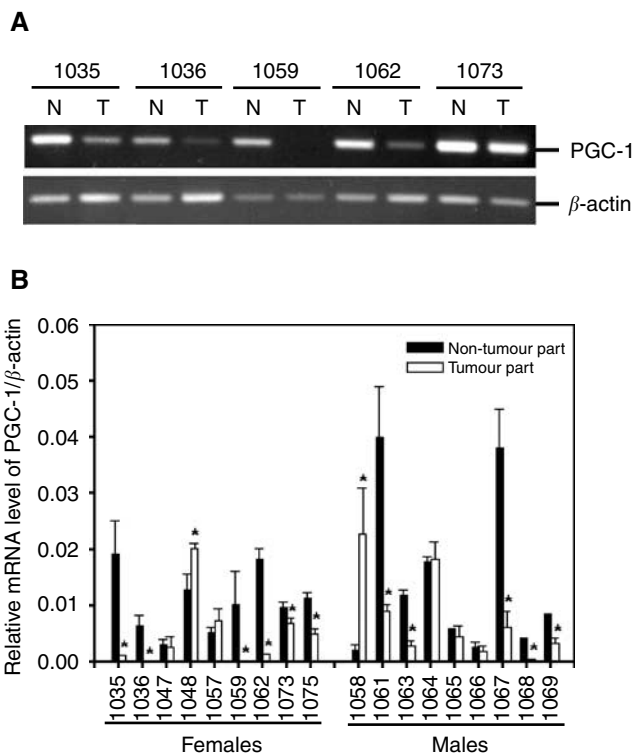 A
1035 1036 1059 1062 1073
N T N T N T N T N T
PGC-1
β-actin
B
Relative mRNA level of PGC-1/β-actin
0.06
0.05
0.04
0.03
0.02
0.01
0.00
Non-tumour part
Tumour part
* * * * * * * * * * * * *
1035 1036 1047 1048 1057 1059 1062 1073 1075 1058 1061 1063 1064 1065 1066 1067 1068 1069
Females Males